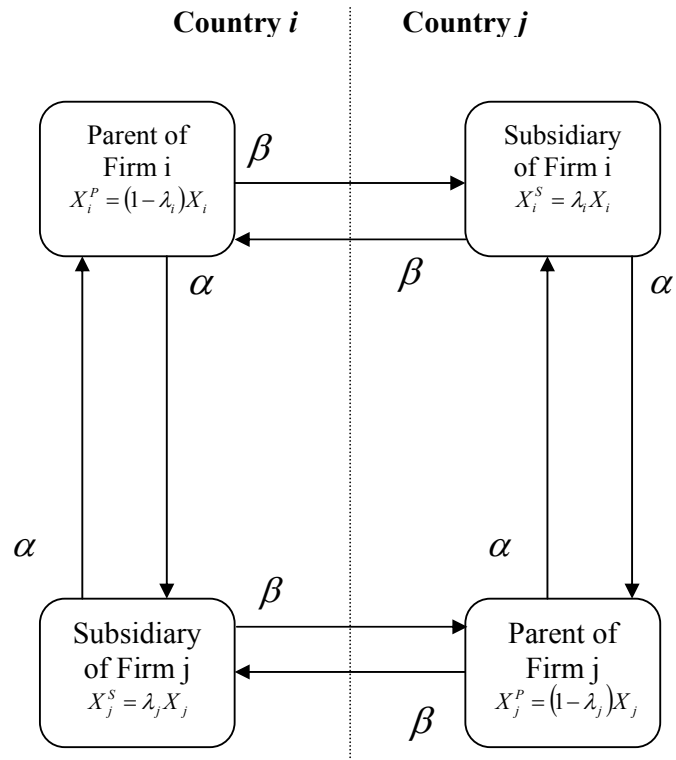 Country i
Country j
Parent of
Firm i
X_i^P = (1 − λ_i)X_i
β
Subsidiary
of Firm i
X_i^S = λ_i X_i
β
α
α
α
α
Subsidiary
of Firm j
X_j^S = λ_j X_j
β
β
Parent of
Firm j
X_j^P = (1 − λ_j)X_j